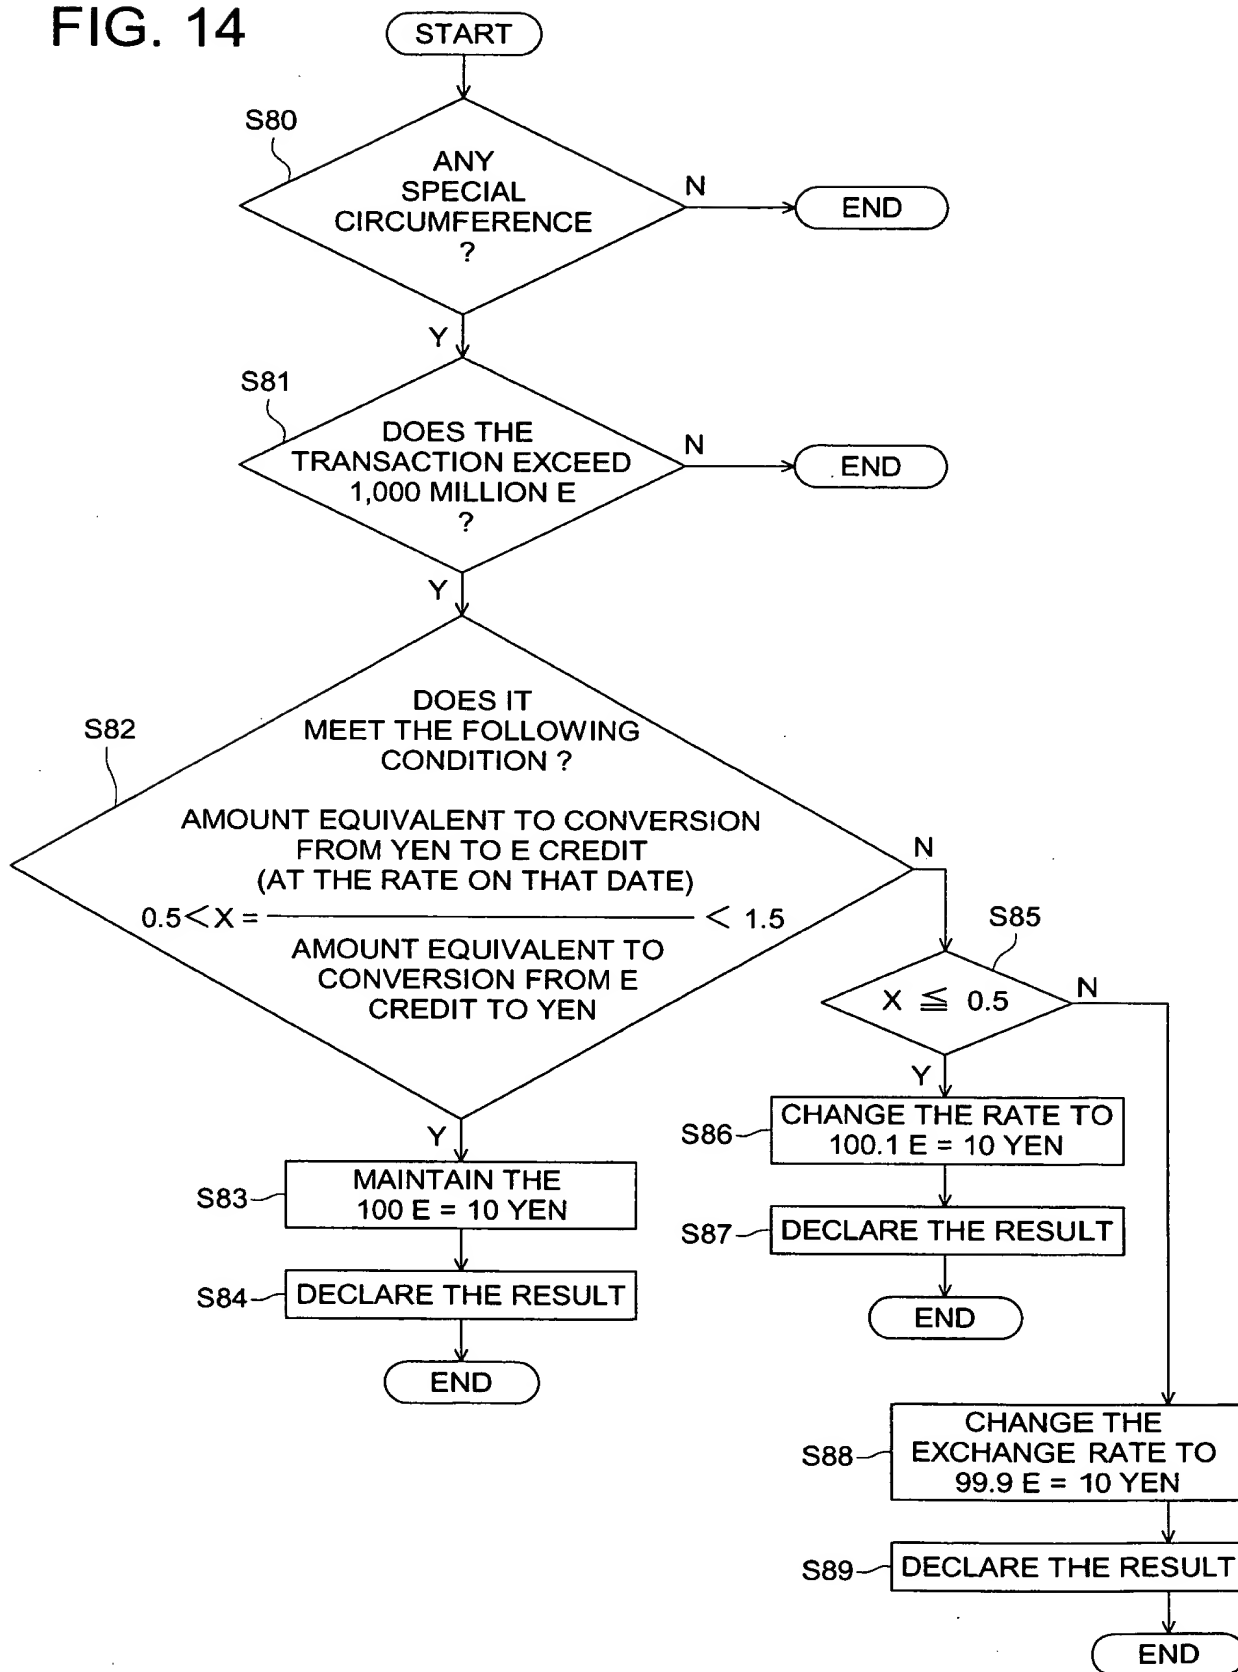 FIG. 14
START
S80
ANY
SPECIAL
CIRCUMFERENCE
?
N
END
Y
S81
DOES THE
TRANSACTION EXCEED
1,000 MILLION E
?
N
END
Y
S82
DOES IT
MEET THE FOLLOWING
CONDITION ?
AMOUNT EQUIVALENT TO CONVERSION
FROM YEN TO E CREDIT
(AT THE RATE ON THAT DATE)
0.5 < X = < 1.5
AMOUNT EQUIVALENT TO
CONVERSION FROM E
CREDIT TO YEN
N
Y
S83
MAINTAIN THE
100 E = 10 YEN
S84
DECLARE THE RESULT
END
S85
X ≦ 0.5
N
Y
S86
CHANGE THE RATE TO
100.1 E = 10 YEN
S87
DECLARE THE RESULT
END
S88
CHANGE THE
EXCHANGE RATE TO
99.9 E = 10 YEN
S89
DECLARE THE RESULT
END